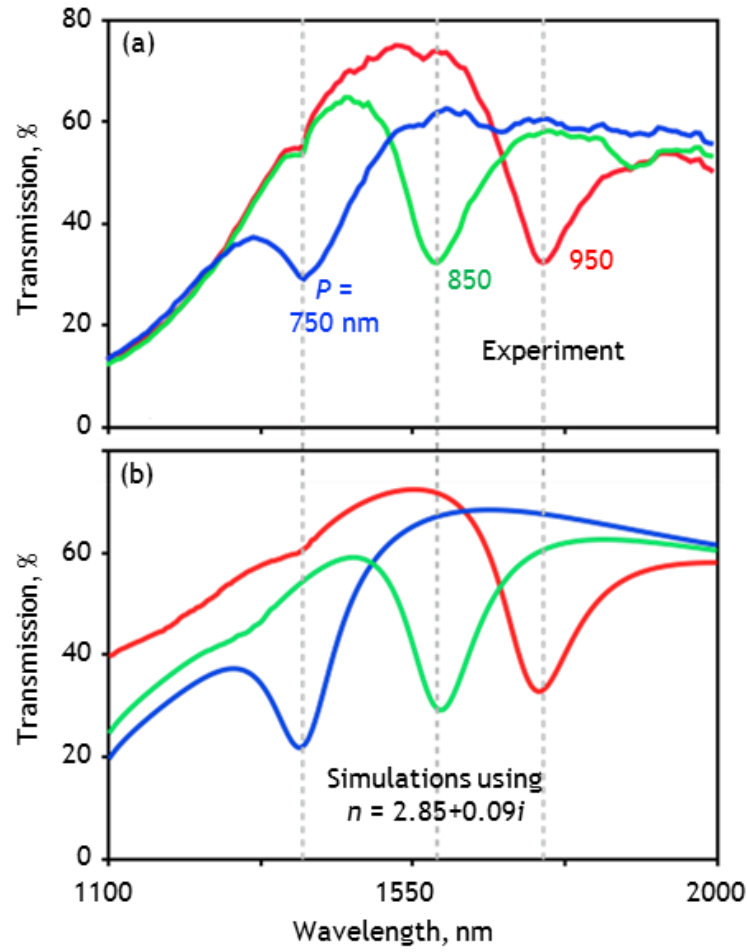 80
(a)
60
40
20
0
Transmission, %
P =
750 nm
850
950
Experiment
(b)
60
40
20
0
Transmission, %
Simulations using
n = 2.85+0.09i
1100
1550
2000
Wavelength, nm